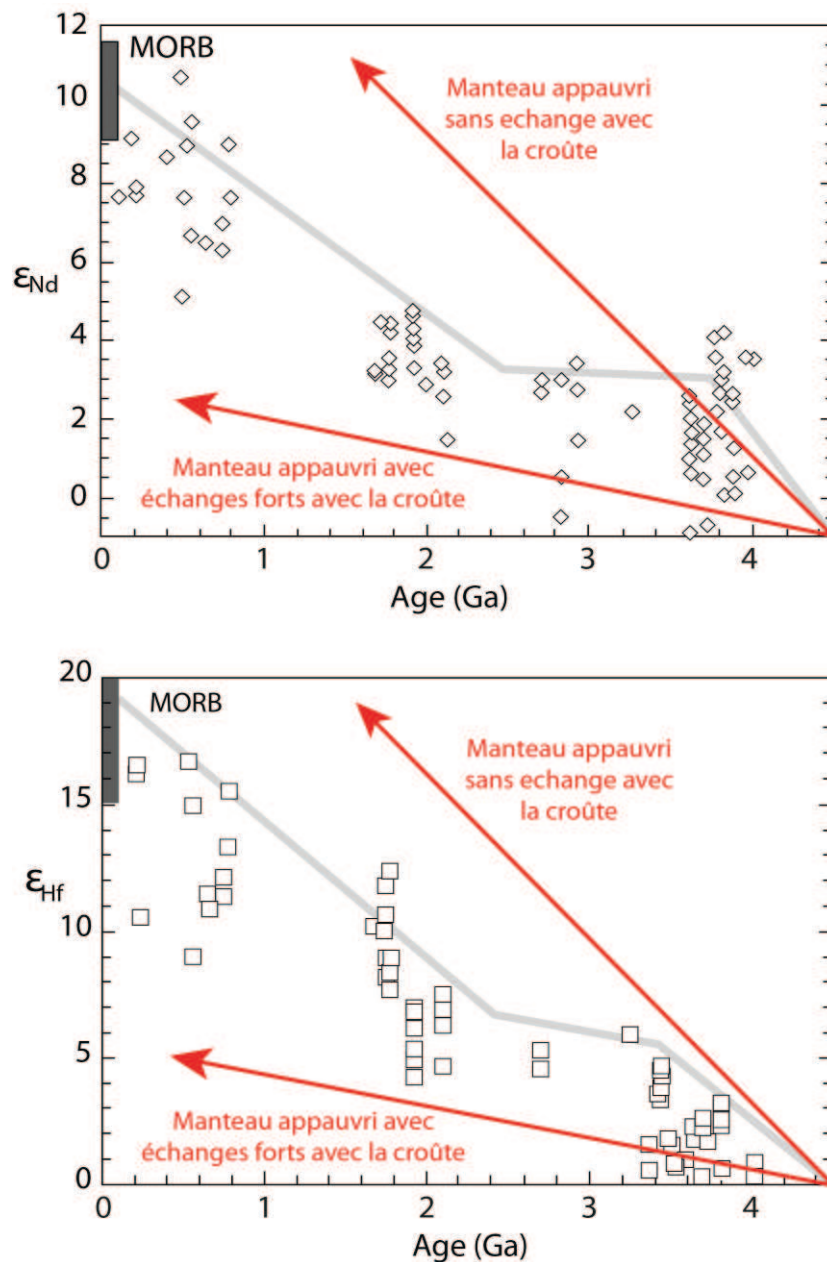 12
MORB
10
8
6
εNd
4
2
0
Manteau appauvri
sans echange avec
la croûte
Manteau appauvri avec
échanges forts avec la croûte
0
1
2
3
4
Age (Ga)
20
MORB
15
εHf
10
5
0
Manteau appauvri
sans echange avec
la croûte
Manteau appauvri avec
échanges forts avec la croûte
0
1
2
3
4
Age (Ga)